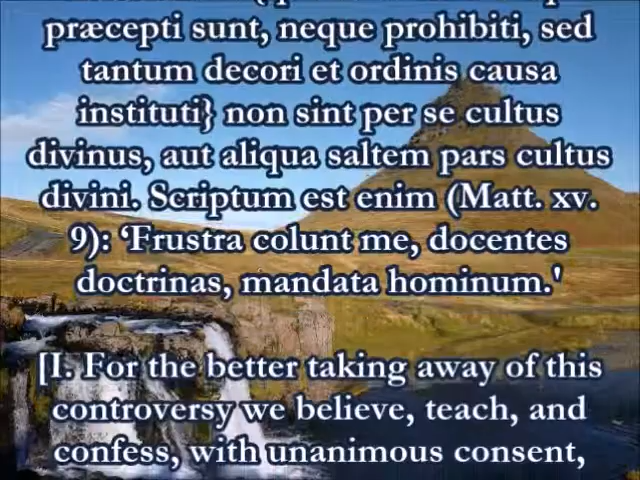 præcepti sunt, neque prohibiti, sed
tantum decori et ordinis causa
instituti} non sint per se cultus
divinus, aut aliqua saltem pars cultus
divini. Scriptum est enim (Matt. xv.
9): ‘Frustra colunt me, docentes
doctrinas, mandata hominum.'
[I. For the better taking away of this
controversy we believe, teach, and
confess, with unanimous consent,